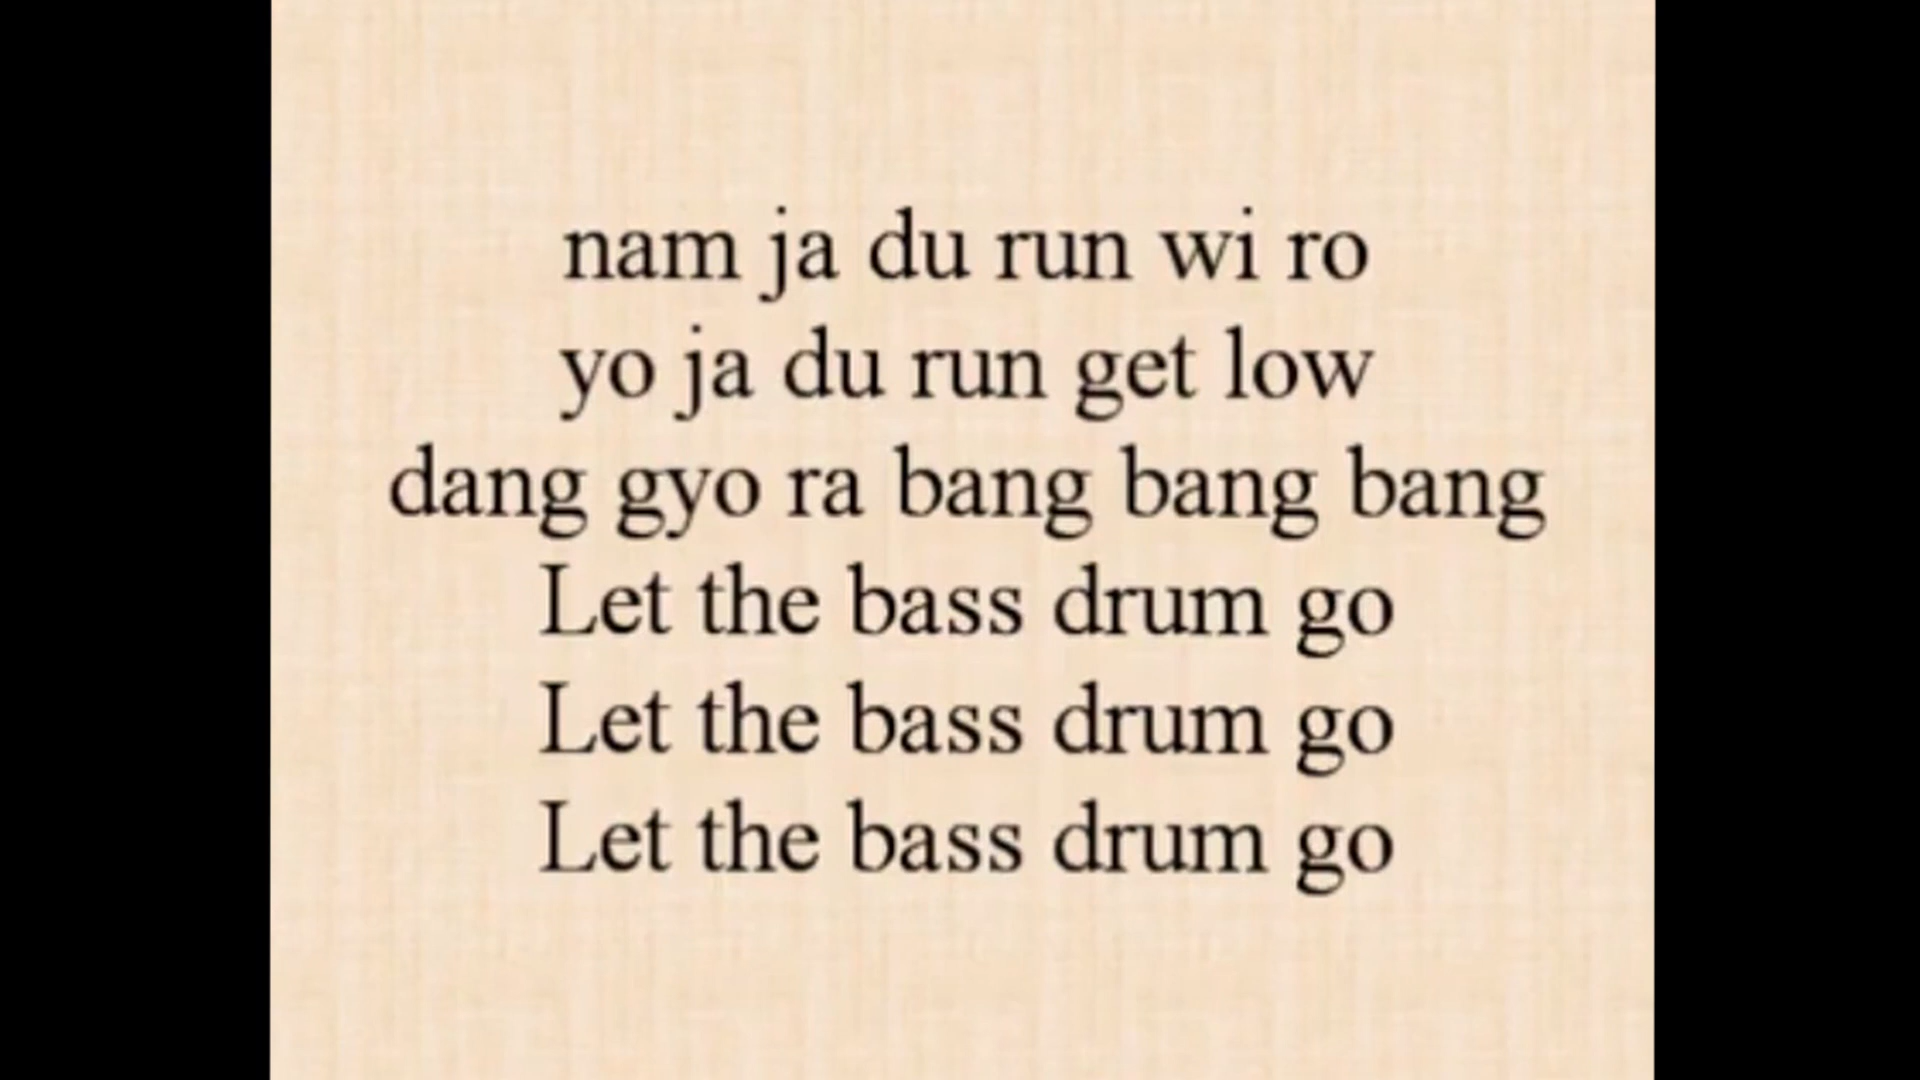 nam ja du run wi ro
yo ja du run get low
dang gyo ra bang bang bang
Let the bass drum go
Let the bass drum go
Let the bass drum go